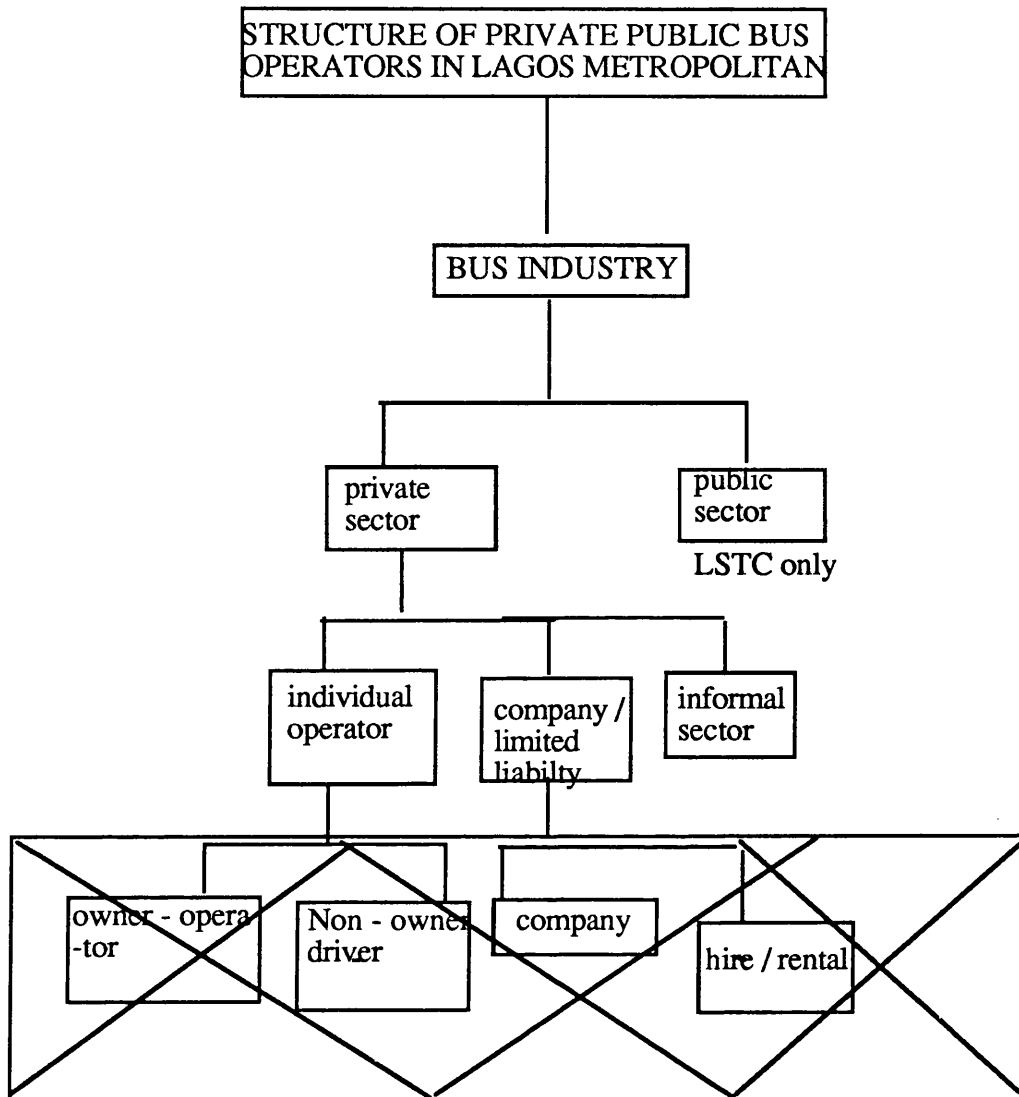 STRUCTURE OF PRIVATE PUBLIC BUS
OPERATORS IN LAGOS METROPOLITAN
BUS INDUSTRY
private
sector
public
sector
LSTC only
individual
operator
company /
limited
liabilty
informal
sector
owner - opera
-tor
Non - owner
driver
company
hire / rental